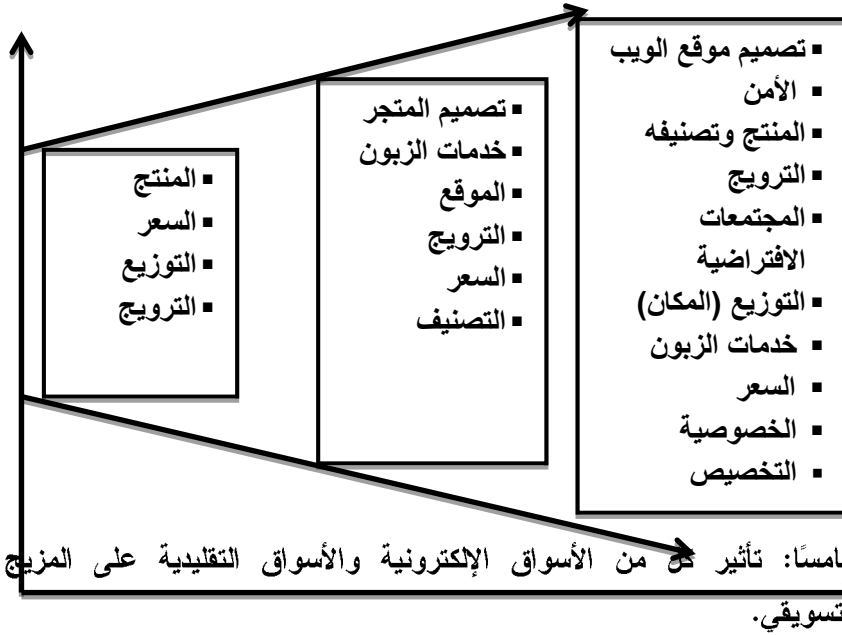 ▪ المنتج
▪ السعر
▪ التوزيع
▪ الترويج
▪ تصميم المتجر
▪ خدمات الزبون
▪ الموقع
▪ الترويج
▪ السعر
▪ التصنيف
▪ تصميم موقع الويب
▪ الأمن
▪ المنتج وتصنيفه
▪ الترويج
▪ المجتمعات
الافتراضية
▪ التوزيع (المكان)
▪ خدمات الزبون
▪ السعر
▪ الخصوصية
▪ التخصيص
امسًا: تأثير كل من الأسواق الإلكترونية والأسواق التقليدية على المزيج
تسويقي.